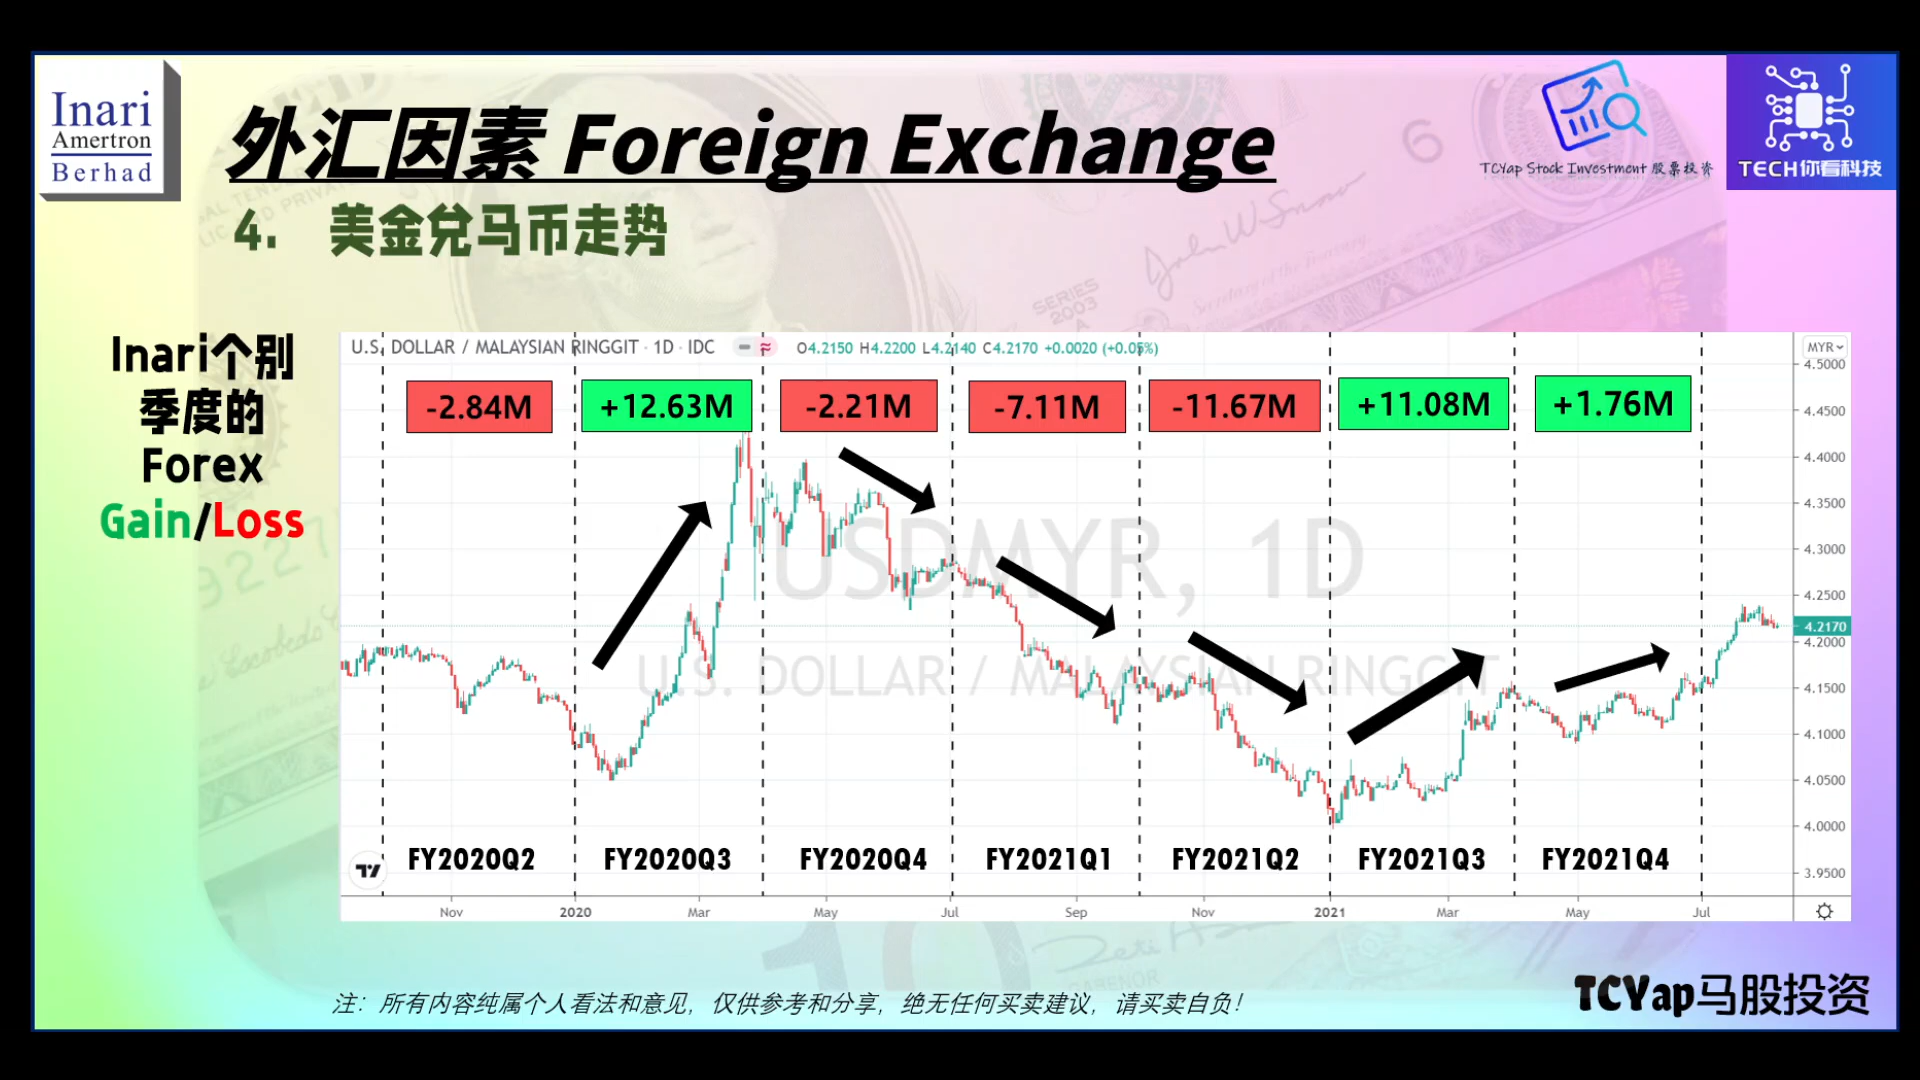 Inari
Amertron
Berhad
外汇因素 Foreign Exchange
TCYap Stock Investment 股票投资
TECH你看科技
4. 美金兑马币走势
SERIES
2003
Inari个别
季度的
Forex
Gain/Loss
U.S. DOLLAR / MALAYSIAN RINGGIT · 1D · IDC
O4.2150 H4.2200 L4.2140 C4.2170 +0.0020 (+0.05%)
MYR
-2.84M +12.63M -2.21M -7.11M -11.67M +11.08M +1.76M
USDMYR, 1D
U.S. DOLLAR / MALAYSIAN RINGGIT
4.5000
4.4500
4.4000
4.3500
4.3000
4.2500
4.2170
4.2000
4.1500
4.1000
4.0500
4.0000
3.9500
FY2020Q2 FY2020Q3 FY2020Q4 FY2021Q1 FY2021Q2 FY2021Q3 FY2021Q4
Nov 2020 Mar May Jul Sep Nov 2021 Mar May Jul
注：所有内容纯属个人看法和意见，仅供参考和分享，绝无任何买卖建议，请买卖自负！
TCYap马股投资